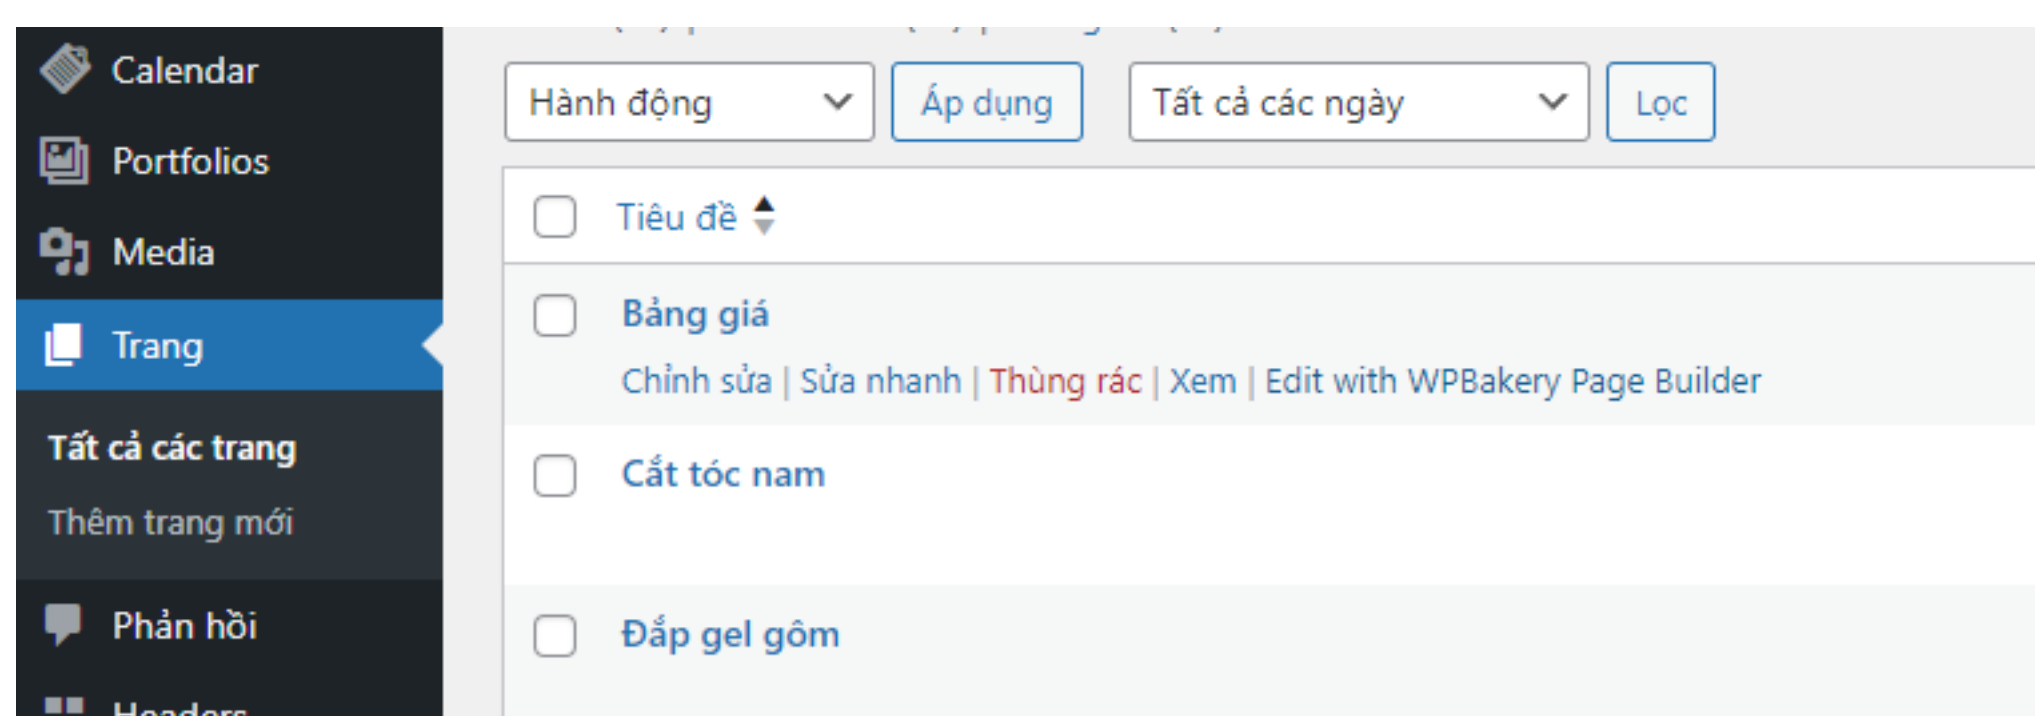 Calendar
Portfolios
Media
Trang
Tất cả các trang
Thêm trang mới
Phản hồi
Headers
Hành động
Áp dụng
Tất cả các ngày
Lọc
Tiêu đề
Bảng giá
Chỉnh sửa | Sửa nhanh | Thùng rác | Xem | Edit with WPBakery Page Builder
Cắt tóc nam
Đắp gel gôm